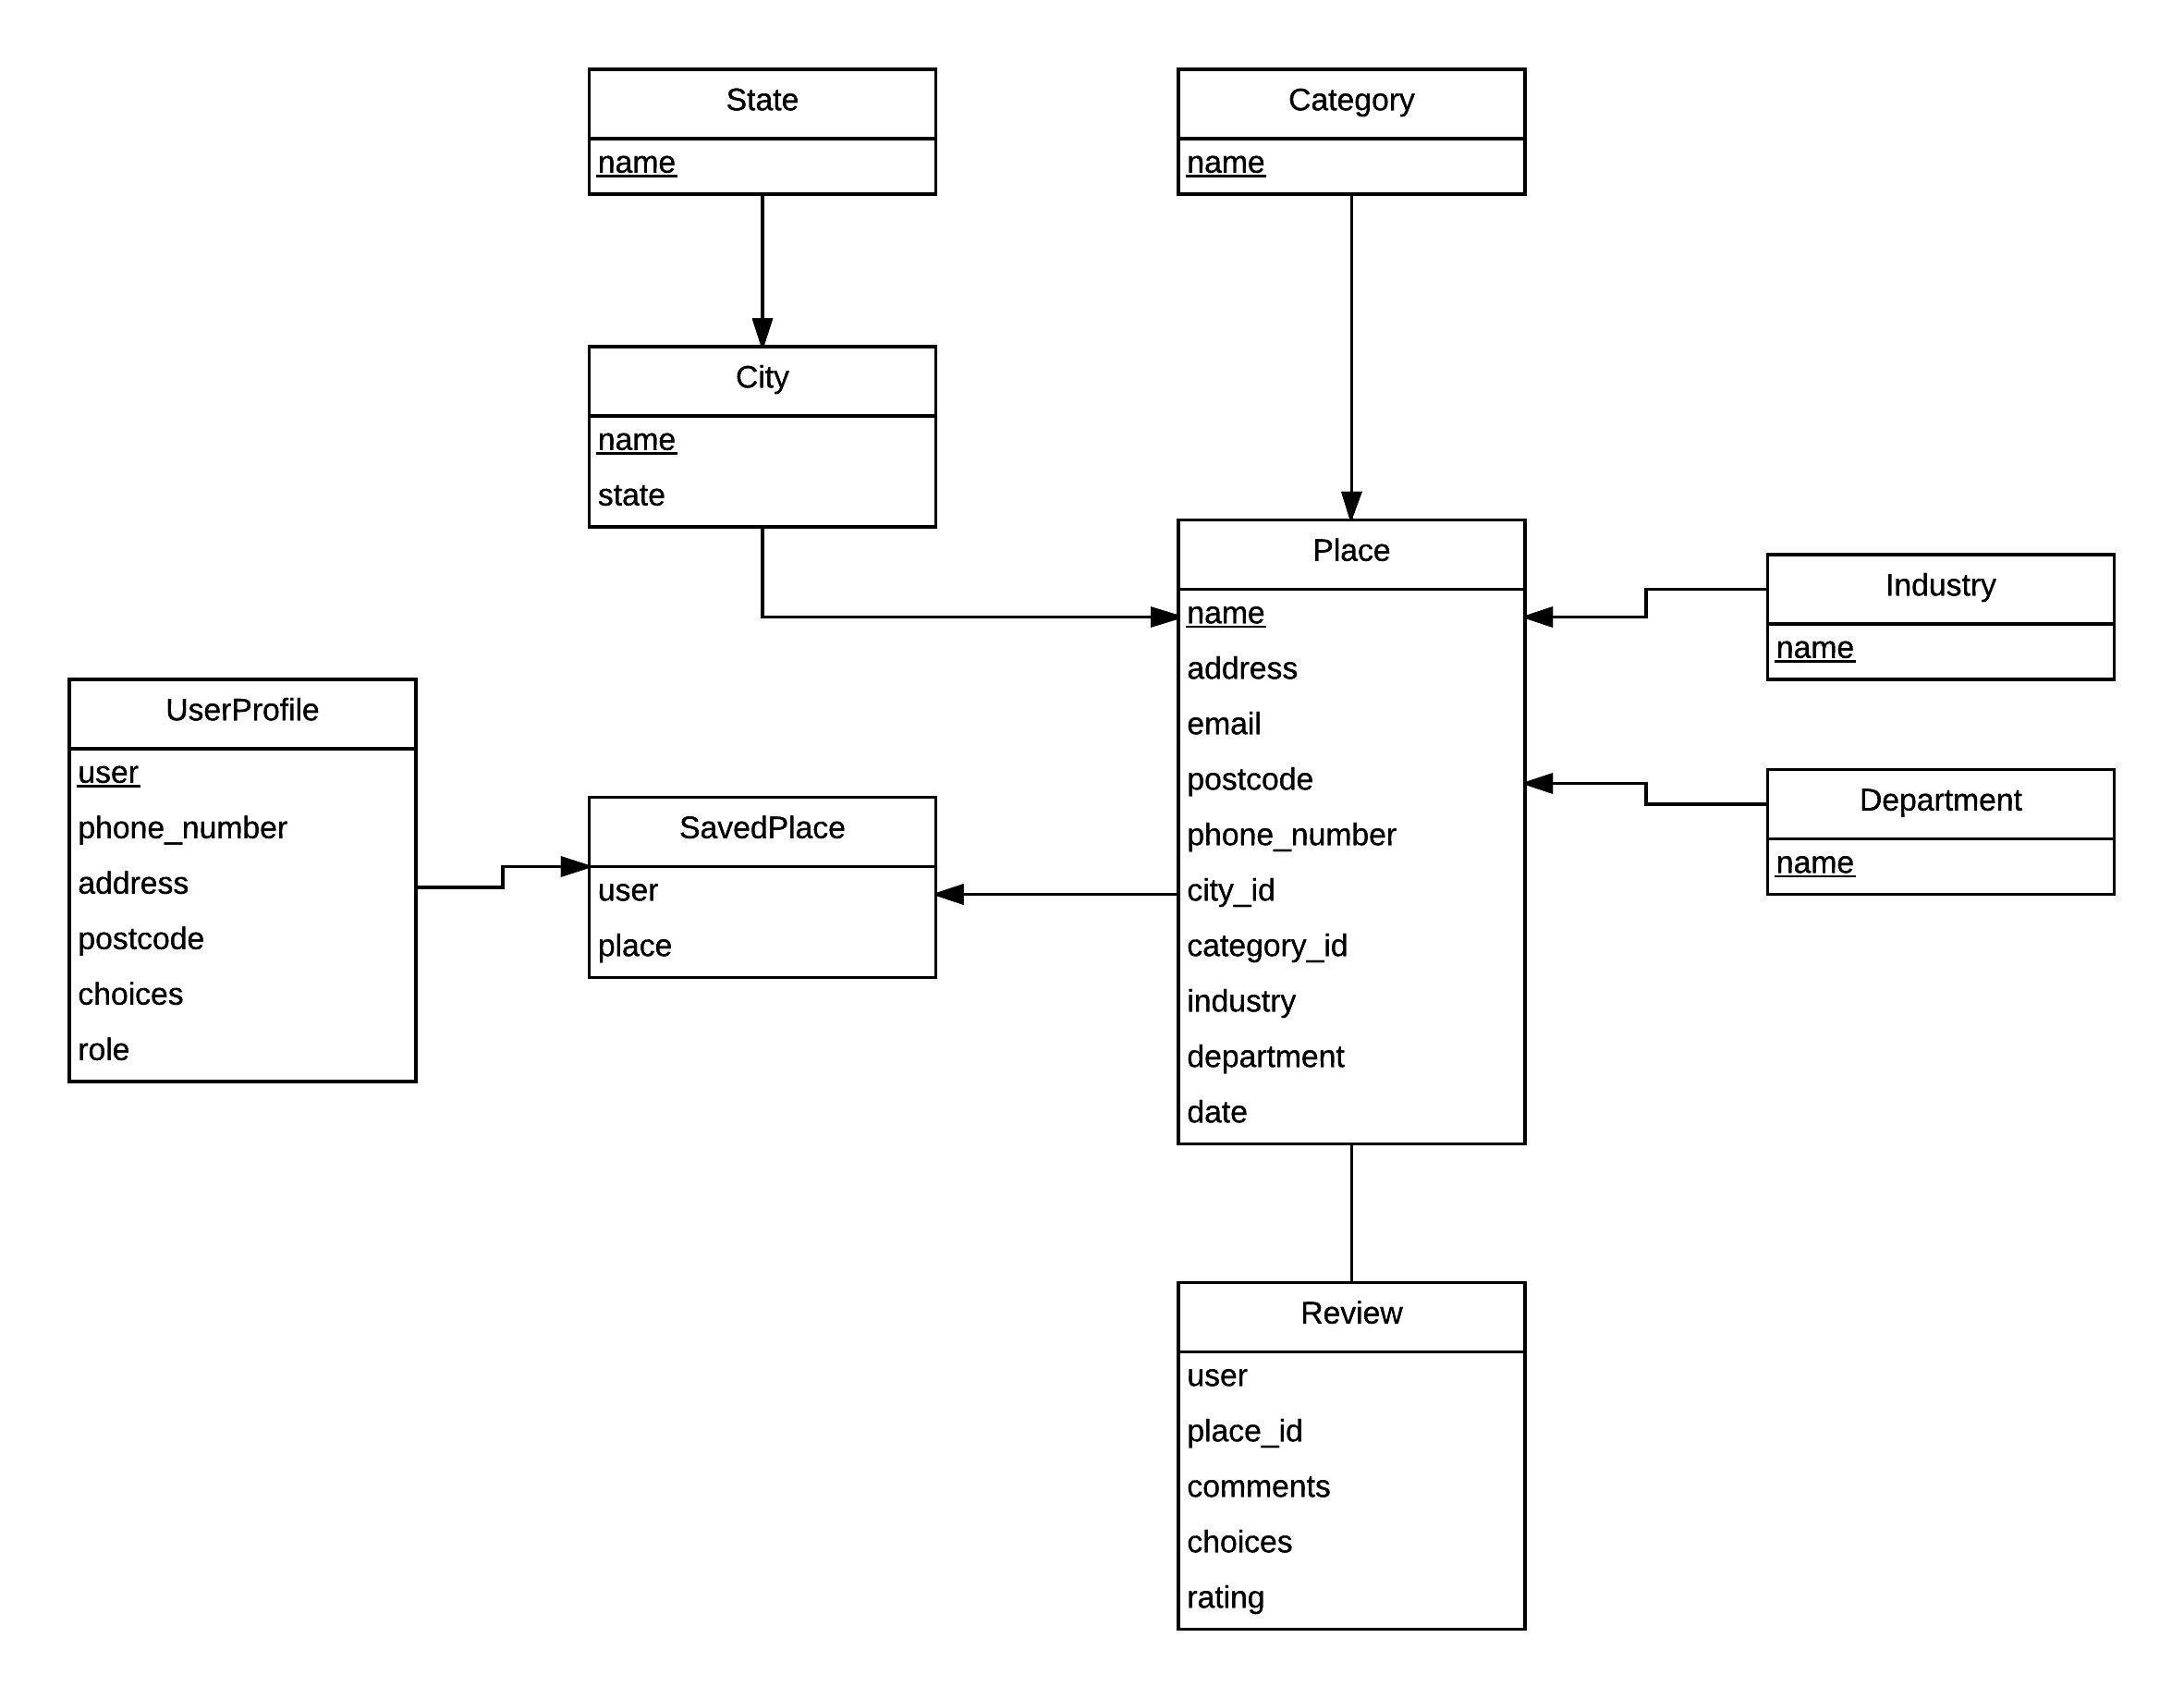 State
name
Category
name
City
name
state
Place
name
address
email
postcode
phone_number
city_id
category_id
industry
department
date
Industry
name
Department
name
UserProfile
user
phone_number
address
postcode
choices
role
SavedPlace
user
place
Review
user
place_id
comments
choices
rating